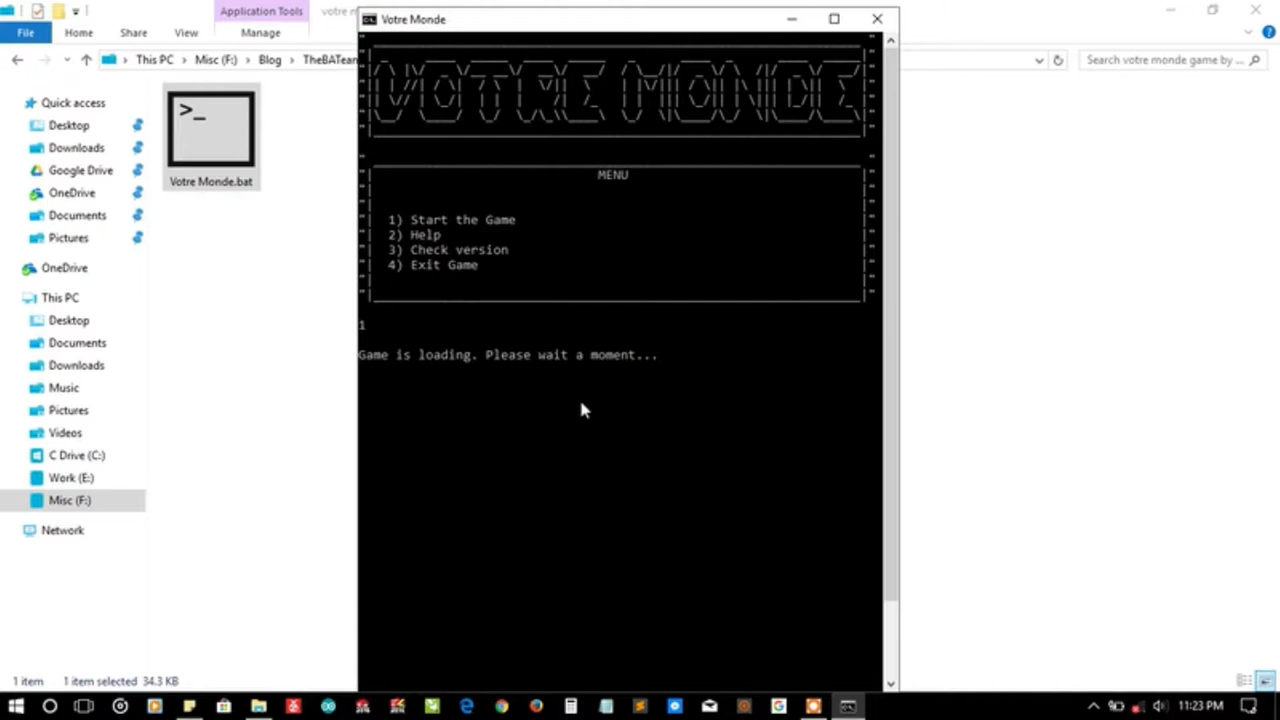 Application Tools
votre m
Votre Monde
File
Home
Share
View
Manage
This PC
Misc (F:)
Blog
Search votre monde game by ...
VOTRE MONDE
Quick access
Desktop
Downloads
Google Drive
OneDrive
Documents
Pictures
OneDrive
This PC
Desktop
Documents
Downloads
Music
Pictures
Videos
C Drive (C:)
Work (E:)
Misc (F:)
Network
>_
Votre Monde.bat
MENU
1) Start the Game
2) Help
3) Check version
4) Exit Game
1
Game is loading. Please wait a moment...
1 item
1 item selected 34.3 KB
11:23 PM